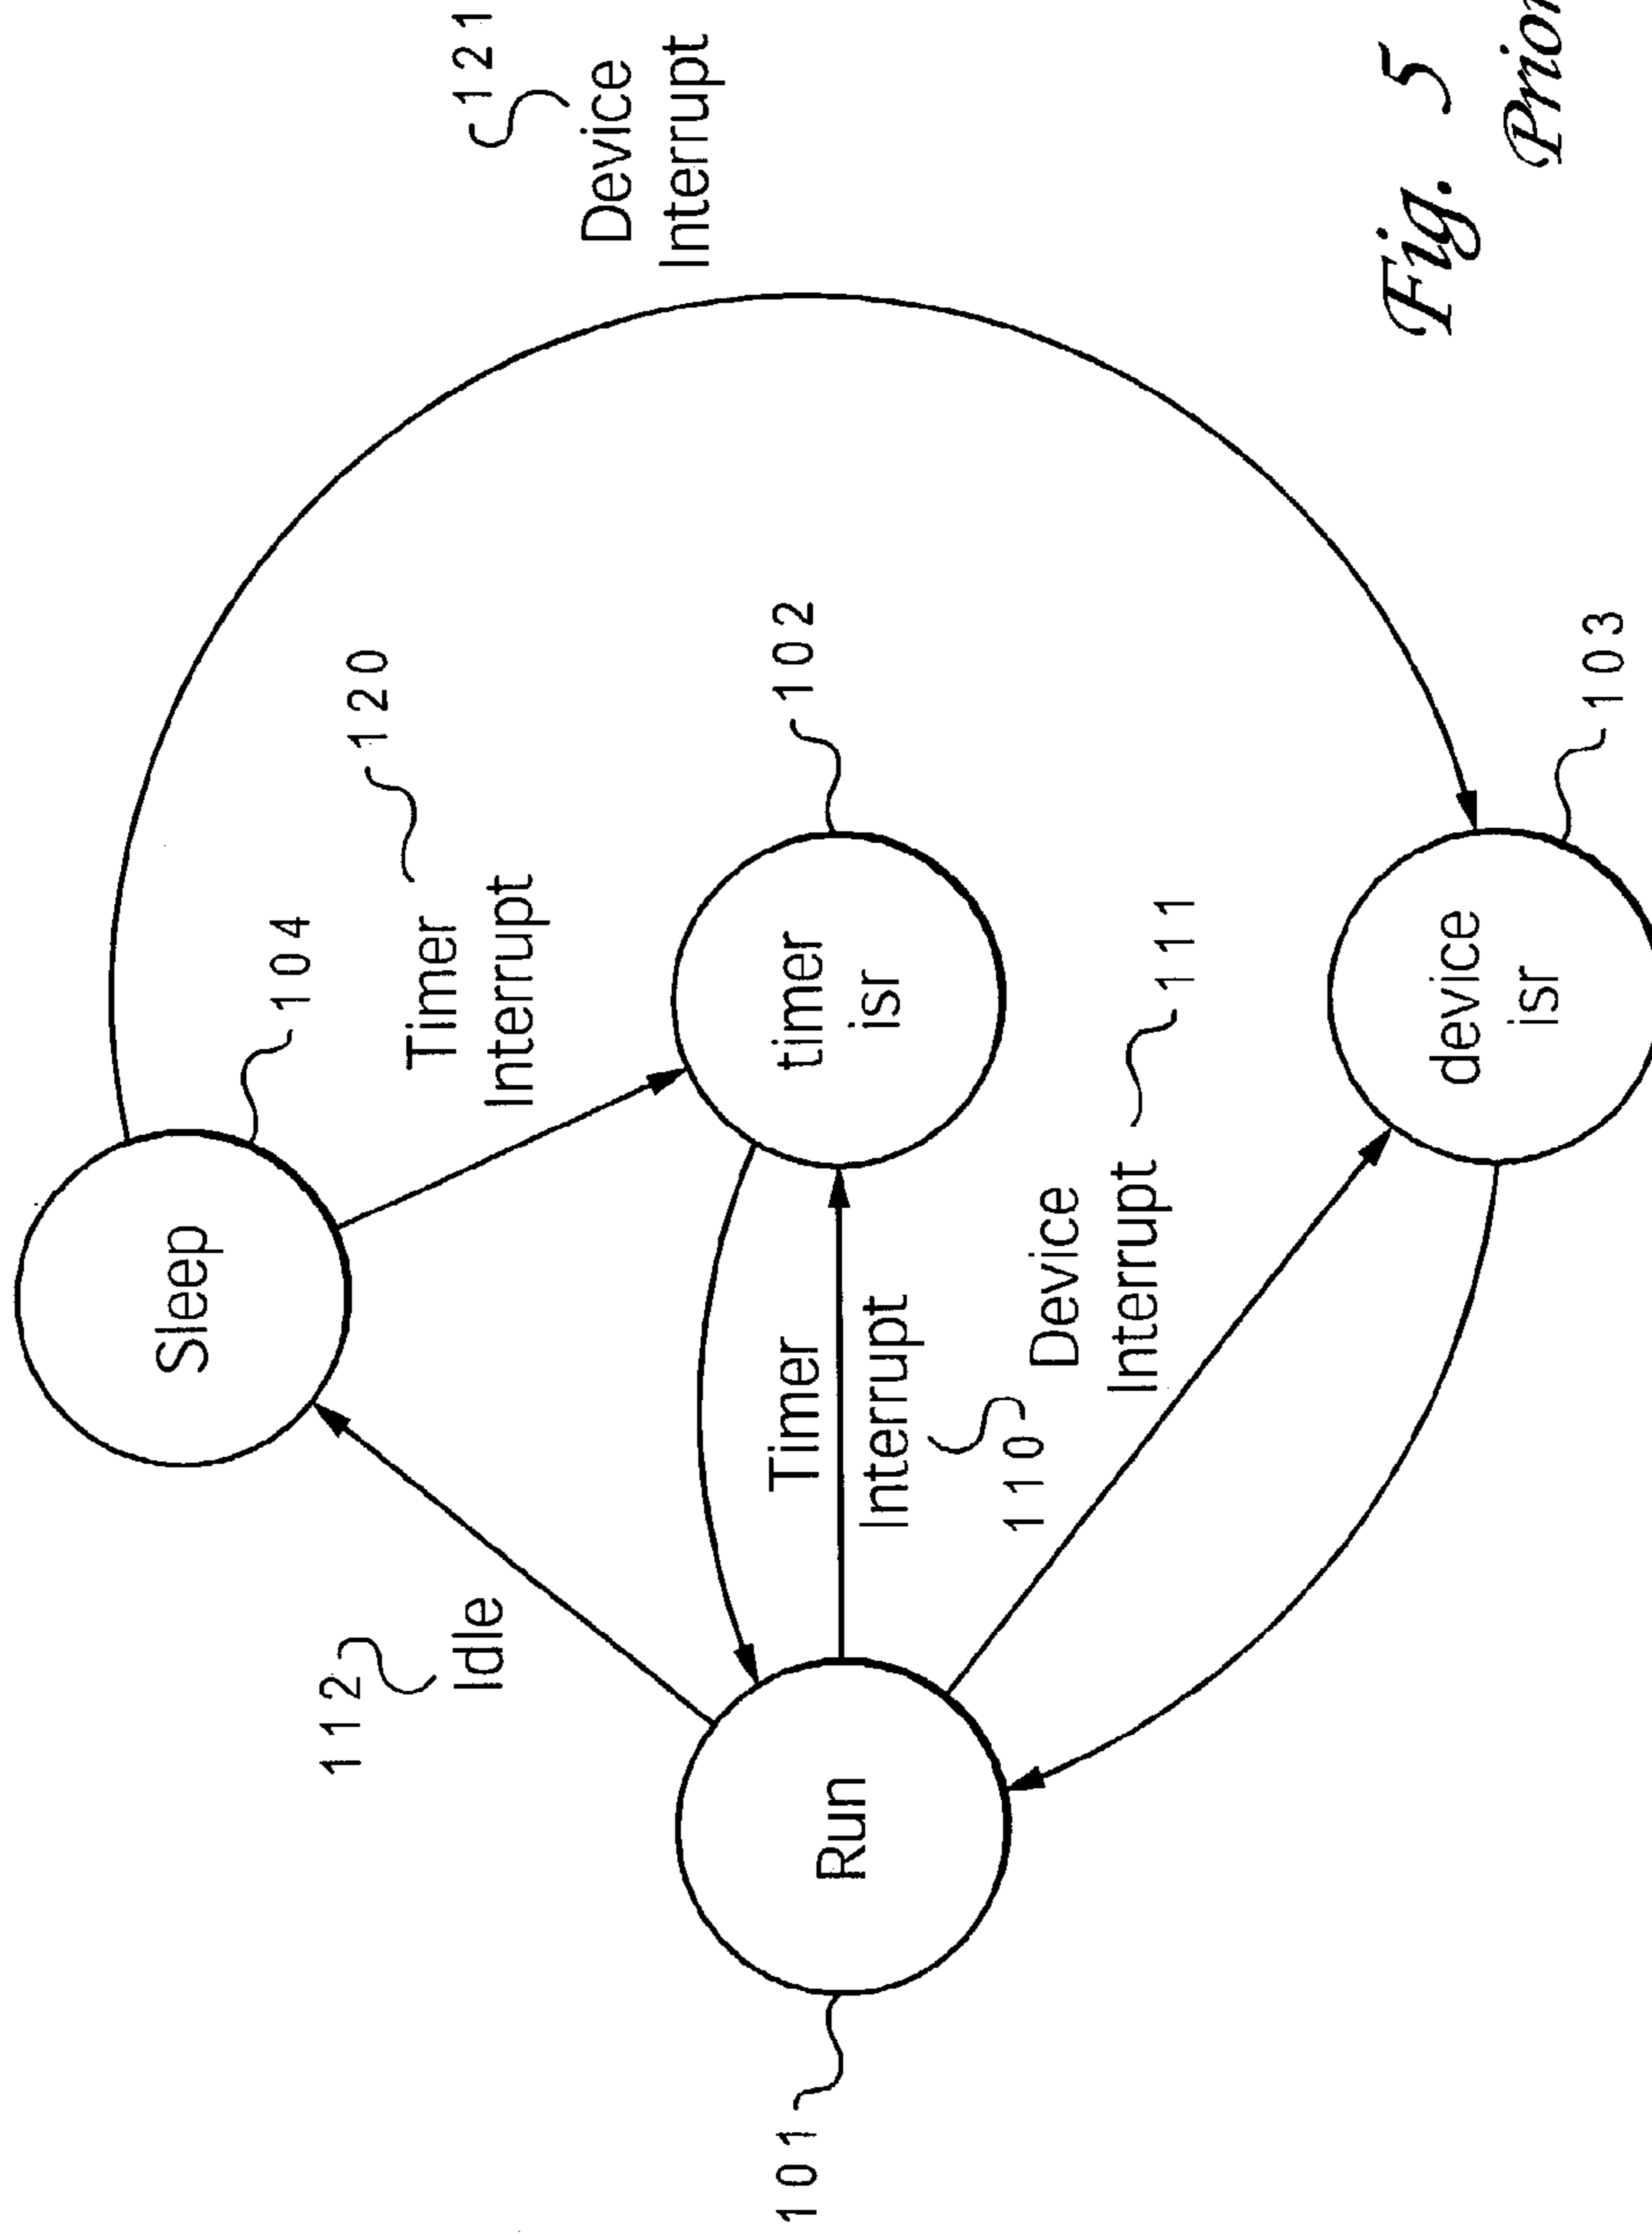 Sleep
104
112
Idle
Timer
Interrupt
120
121
Device
Interrupt
101
Run
Timer
Interrupt
110
timer
isr
102
Device
Interrupt
111
device
isr
103
Fig. 5
Prior